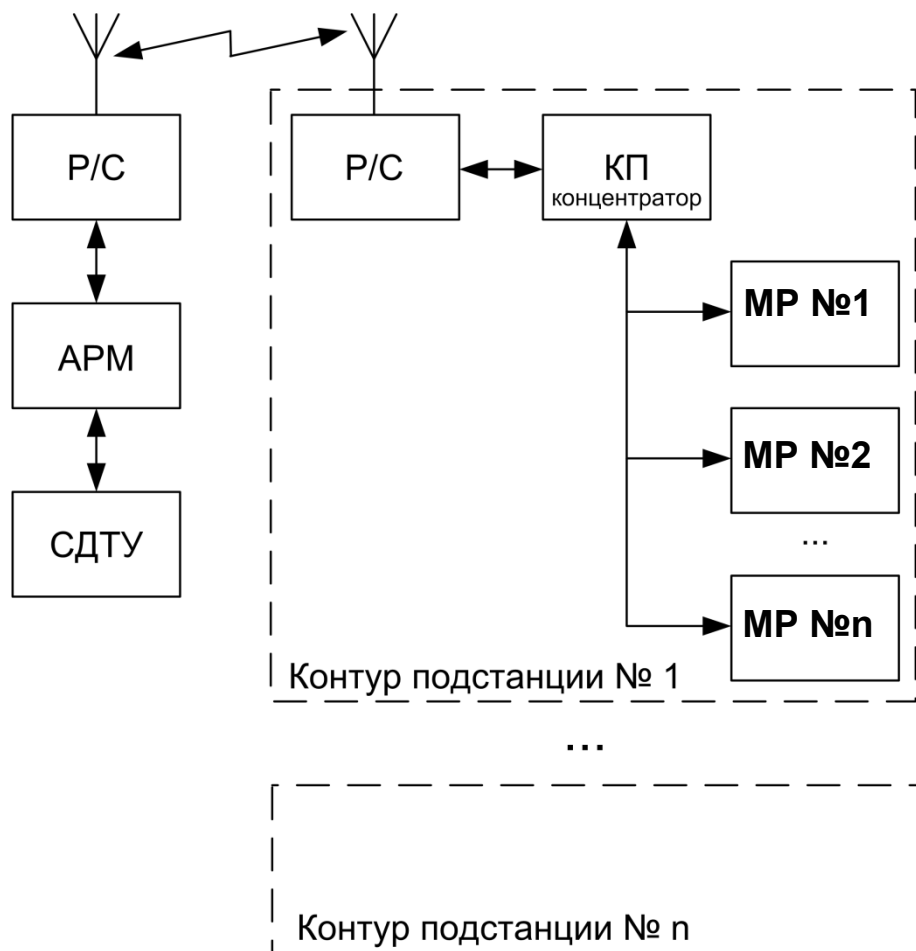 Р/С
Р/С
КП
концентратор
МР №1
АРМ
МР №2
СДТУ
...
МР №n
Контур подстанции № 1
...
Контур подстанции № n